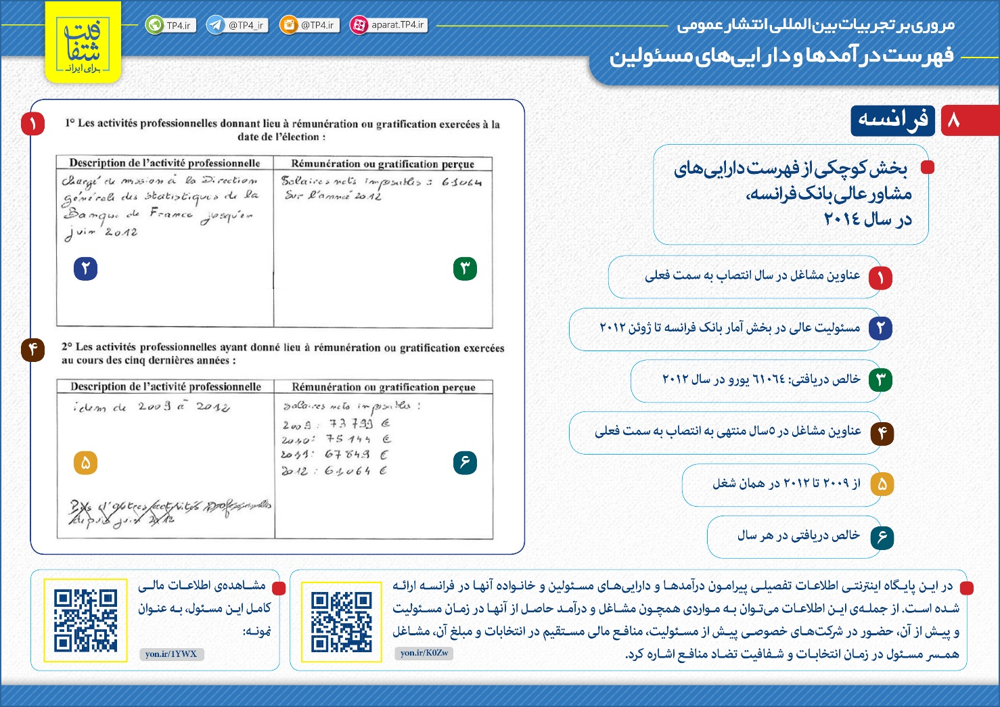 مروری بر تجربیات بین‌المللی انتشار عمومی
فهرست درآمدها و دارایی‌های مسئولین
aparat.TP4.ir
@TP4.ir
@TP4_ir
TP4.ir
شفافیت
برای ایران
۸
فرانسه
بخش کوچکی از فهرست دارایی‌های
مشاور عالی بانک فرانسه،
در سال ۲۰۱۴
۱
عناوین مشاغل در سال انتصاب به سمت فعلی
۲
مسئولیت عالی در بخش آمار بانک فرانسه تا ژوئن ۲۰۱۲
۳
خالص دریافتی: ۶۱۰۶۴ یورو در سال ۲۰۱۲
۴
عناوین مشاغل در ۵سال منتهی به انتصاب به سمت فعلی
۵
از ۲۰۰۹ تا ۲۰۱۲ در همان شغل
۶
خالص دریافتی در هر سال
۱
1° Les activités professionnelles donnant lieu à rémunération ou gratification exercées à la
date de l'élection :
Description de l'activité professionnelle
Rémunération ou gratification perçue
Chargé de mission à la Direction
générale des statistiques de la
Banque de France jusqu'en
juin 2012
Salaires nets imposables : 61064
Sur l'année 2012
۲
۳
۴
2° Les activités professionnelles ayant donné lieu à rémunération ou gratification exercées
au cours des cinq dernières années :
Description de l'activité professionnelle
Rémunération ou gratification perçue
idem de 2009 à 2012
Salaires nets imposables :
2009 : 73 799 €
2010 : 75 144 €
2011 : 67 849 €
2012 : 61 064 €
۵
۶
Pas d'autres activités professionnelles
depuis juin 2012
در این پایگاه اینترنتی اطلاعات تفصیلی پیرامون درآمدها و دارایی‌های مسئولین و خانواده آنها در فرانسه ارائه
شده است. از جمله‌ی این اطلاعات می‌توان به مواردی همچون مشاغل و درآمد حاصل از آنها در زمان مسئولیت
و پیش از آن، حضور در شرکت‌های خصوصی پیش از مسئولیت، منافع مالی مستقیم در انتخابات و مبلغ آن، مشاغل
همسر مسئول در زمان انتخابات و شفافیت تضاد منافع اشاره کرد.
yon.ir/K0Zw
مشاهده‌ی اطلاعات مالی
کامل این مسئول، به عنوان
نمونه:
yon.ir/1YWX